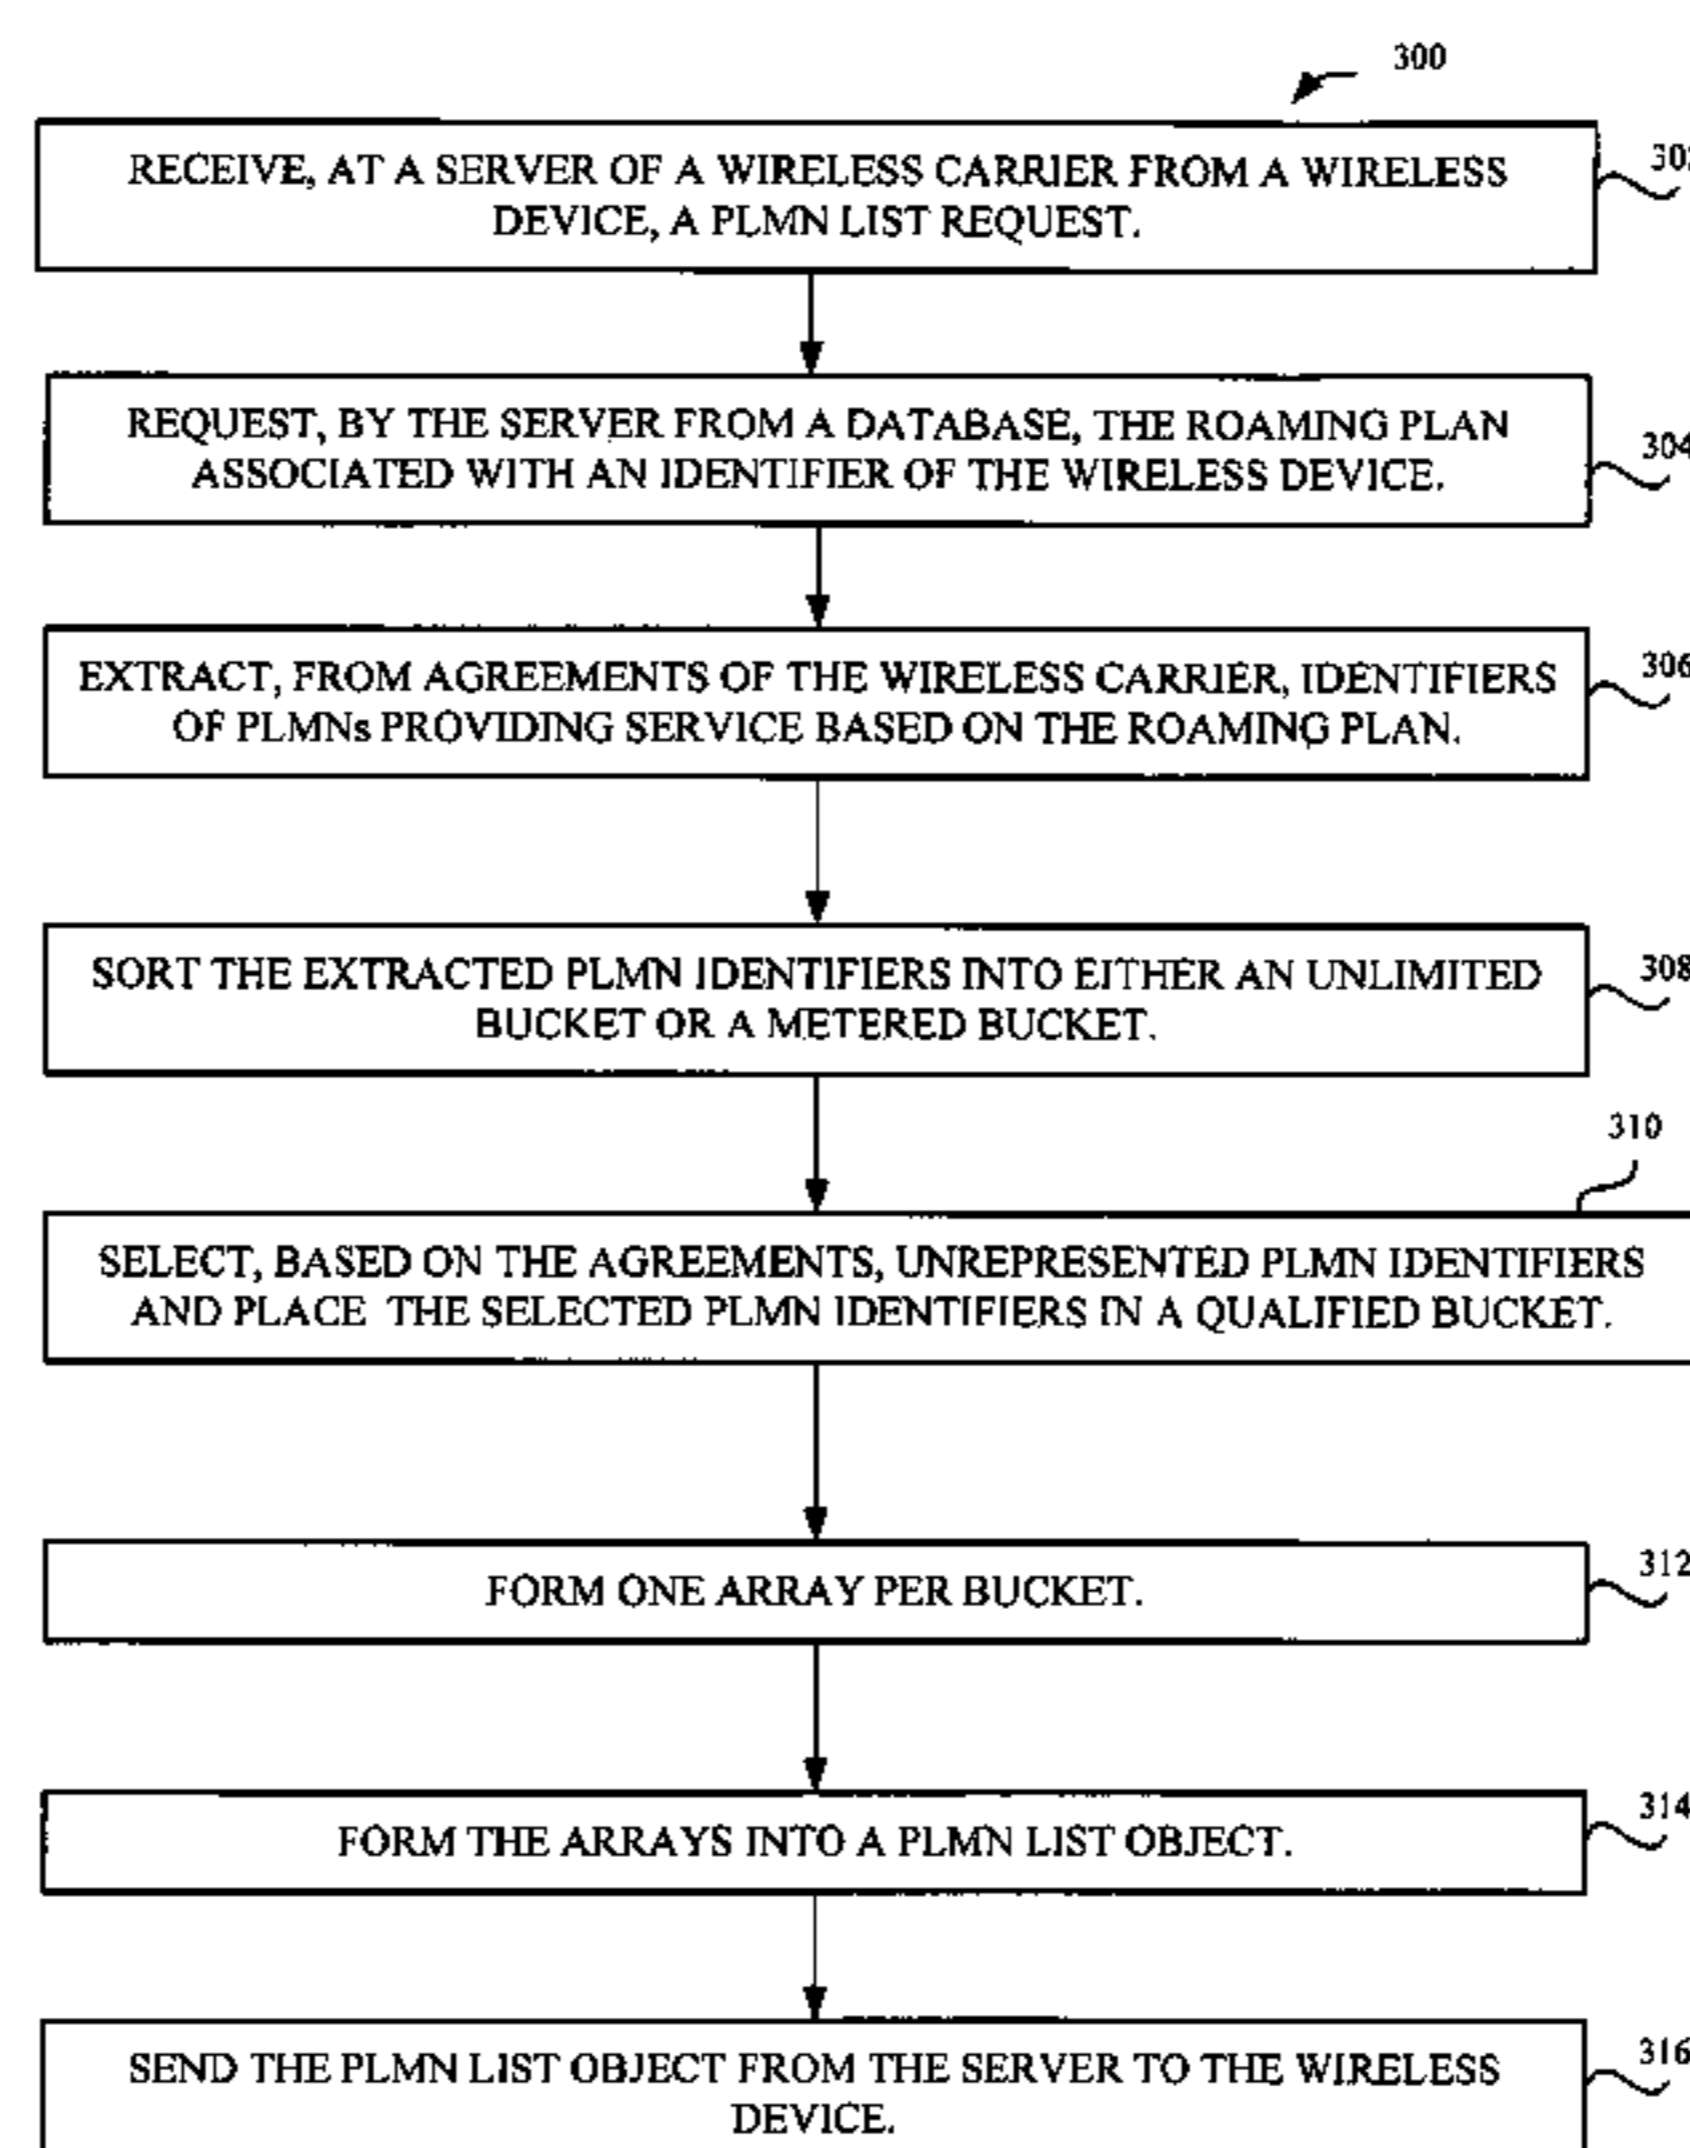 300
RECEIVE, AT A SERVER OF A WIRELESS CARRIER FROM A WIRELESS
DEVICE, A PLMN LIST REQUEST.
REQUEST, BY THE SERVER FROM A DATABASE, THE ROAMING PLAN
ASSOCIATED WITH AN IDENTIFIER OF THE WIRELESS DEVICE.
304
EXTRACT, FROM AGREEMENTS OF THE WIRELESS CARRIER, IDENTIFIERS
OF PLMNs PROVIDING SERVICE BASED ON THE ROAMING PLAN.
306
SORT THE EXTRACTED PLMN IDENTIFIERS INTO EITHER AN UNLIMITED
BUCKET OR A METERED BUCKET.
308
310
SELECT, BASED ON THE AGREEMENTS, UNREPRESENTED PLMN IDENTIFIERS
AND PLACE THE SELECTED PLMN IDENTIFIERS IN A QUALIFIED BUCKET.
FORM ONE ARRAY PER BUCKET.
312
FORM THE ARRAYS INTO A PLMN LIST OBJECT.
314
SEND THE PLMN LIST OBJECT FROM THE SERVER TO THE WIRELESS
DEVICE.
316